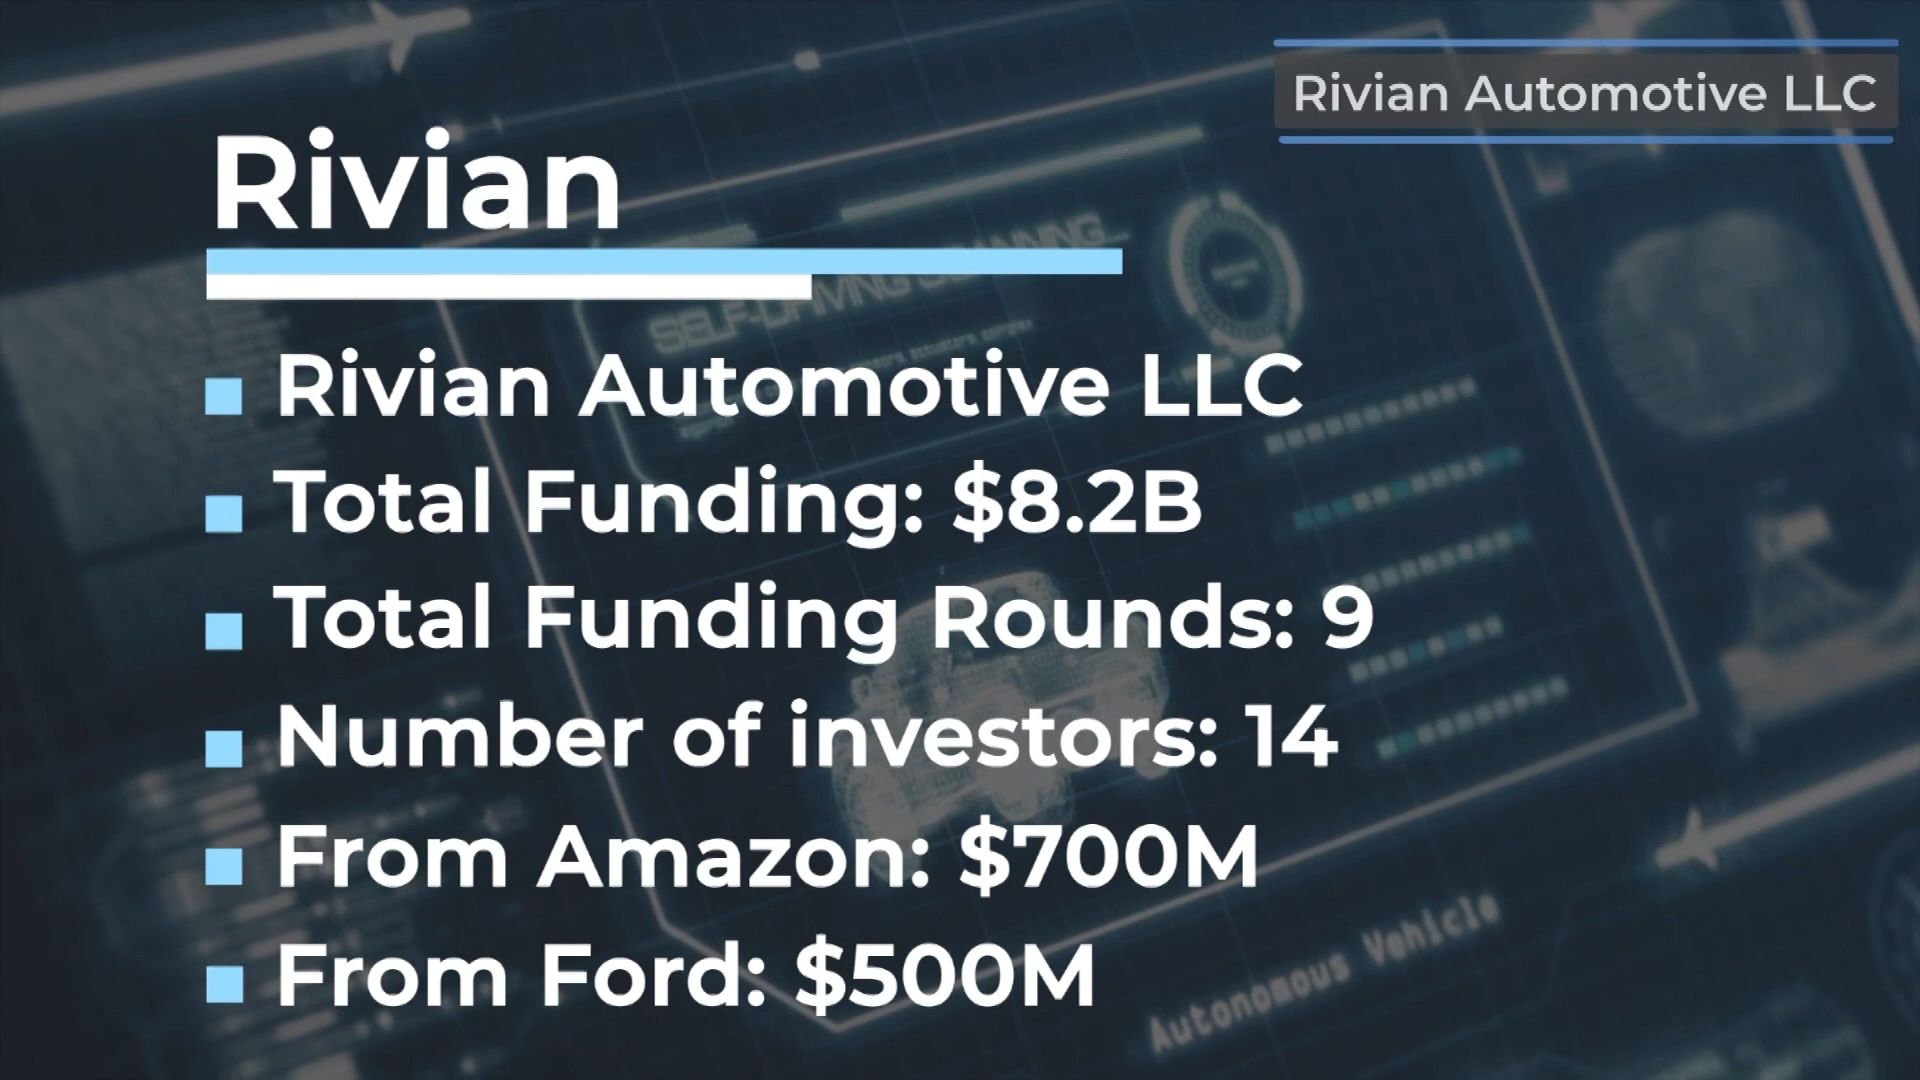 Rivian Automotive LLC
Rivian
SELF-DRIVING SCANNING...
Rivian Automotive LLC
Total Funding: $8.2B
Total Funding Rounds: 9
Number of investors: 14
From Amazon: $700M
From Ford: $500M
Autonomous Vehicle